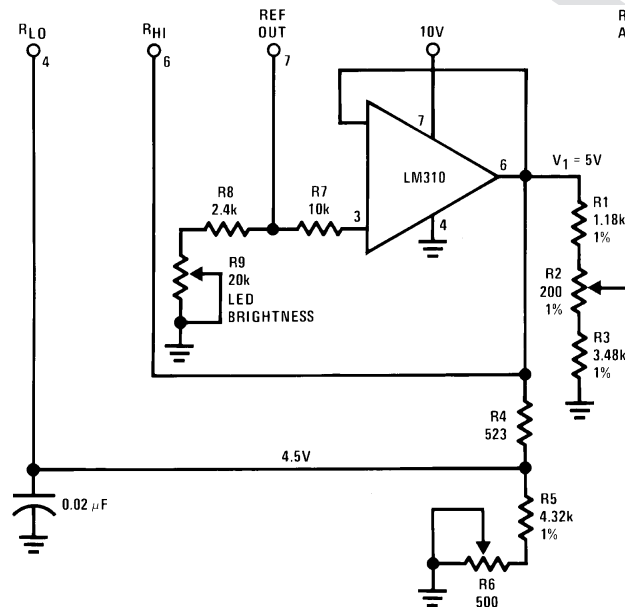 RLO
4
RHI
6
REF
OUT
7
10V
R
A
7
LM310
6
V1 = 5V
3
4
R8
2.4k
R7
10k
R9
20k
LED
BRIGHTNESS
R1
1.18k
1%
R2
200
1%
R3
3.48k
1%
R4
523
4.5V
0.02 μF
R5
4.32k
1%
R6
500